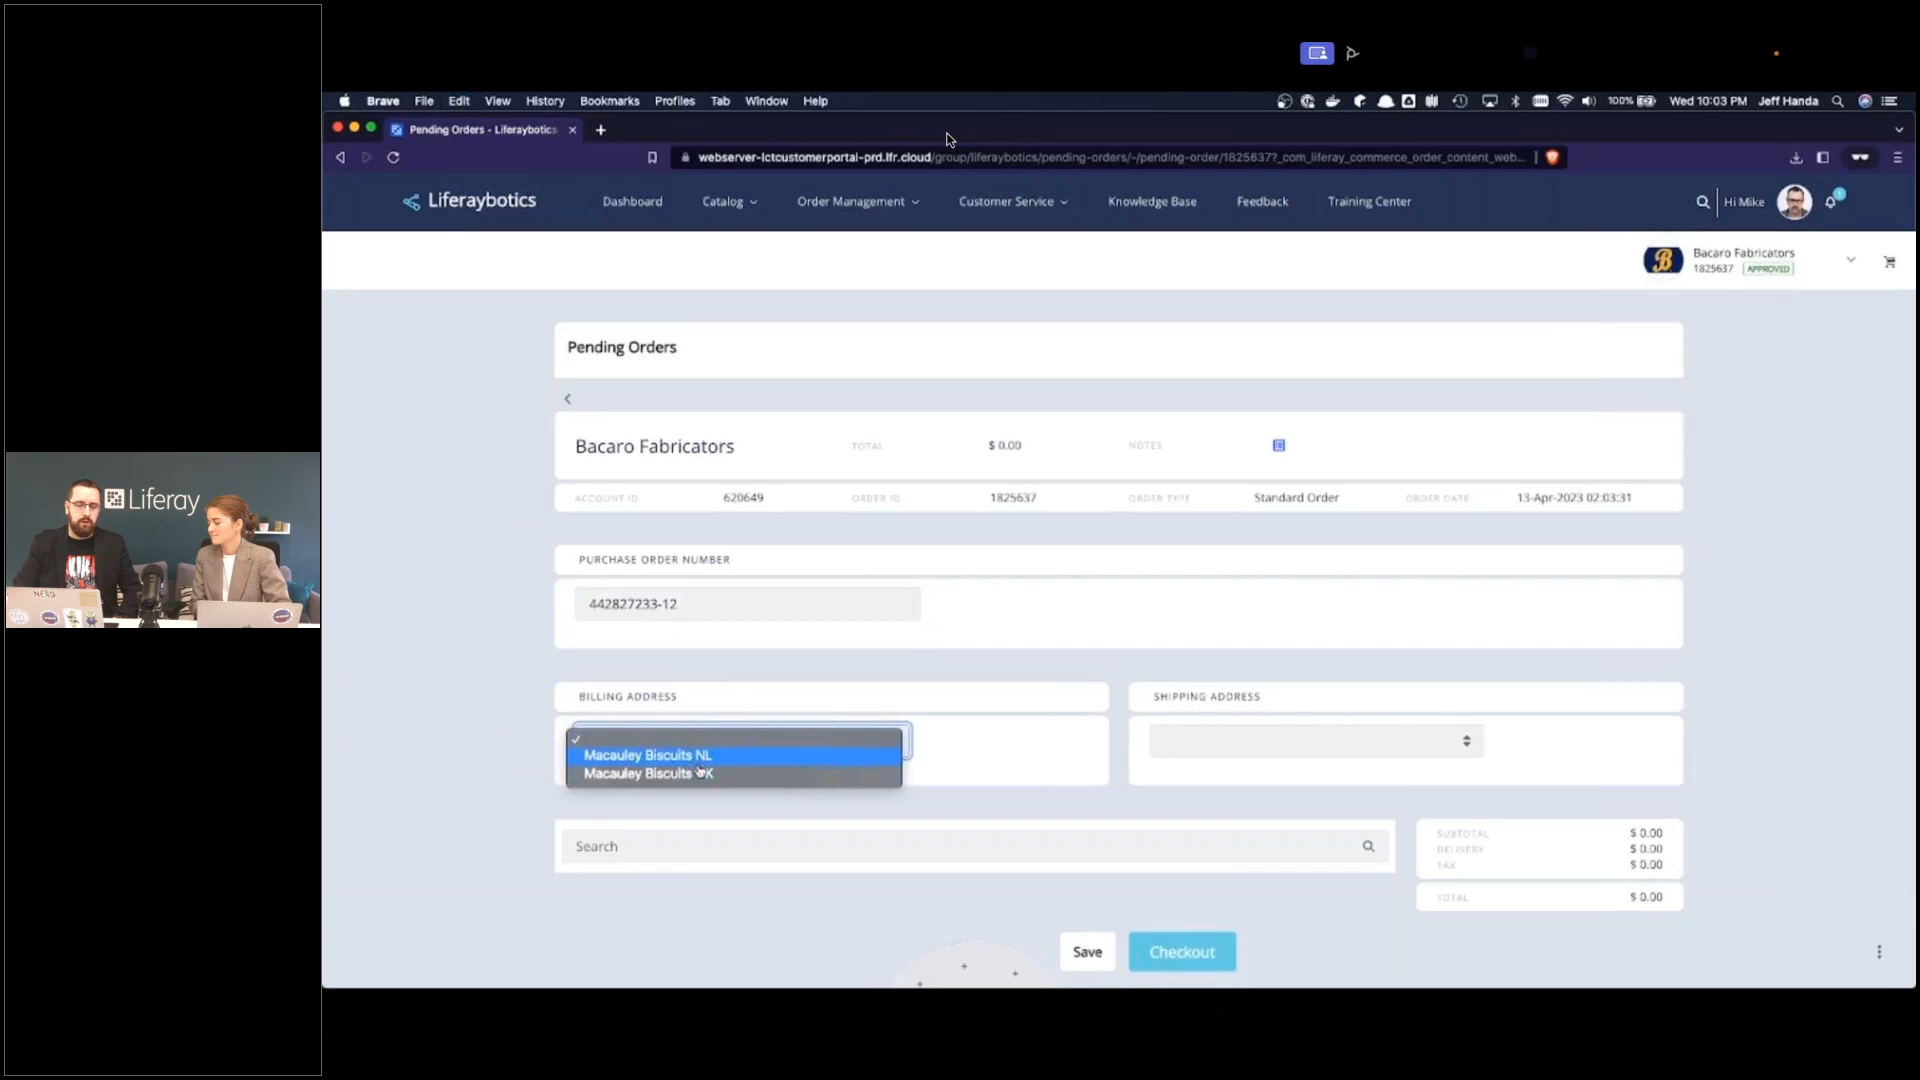 Brave File Edit View History Bookmarks Profiles Tab Window Help
100% Wed 10:03 PM Jeff Handa
Pending Orders - Liferaybotics
webserver-lctcustomerportal-prd.lfr.cloud/group/liferaybotics/pending-orders/-/pending-order/1825637?_com_liferay_commerce_order_content_web...
Liferaybotics
Dashboard Catalog Order Management Customer Service Knowledge Base Feedback Training Center
Hi Mike
Bacaro Fabricators
1825637 APPROVED
Pending Orders
Bacaro Fabricators TOTAL $ 0.00 NOTES
ACCOUNT ID 620649 ORDER ID 1825637 ORDER TYPE Standard Order ORDER DATE 13-Apr-2023 02:03:31
PURCHASE ORDER NUMBER
442827233-12
BILLING ADDRESS
SHIPPING ADDRESS
Macauley Biscuits NL
Macauley Biscuits
Search
SUBTOTAL $ 0.00
DELIVERY $ 0.00
TAX $ 0.00
TOTAL $ 0.00
Save
Checkout
Liferay
NERD